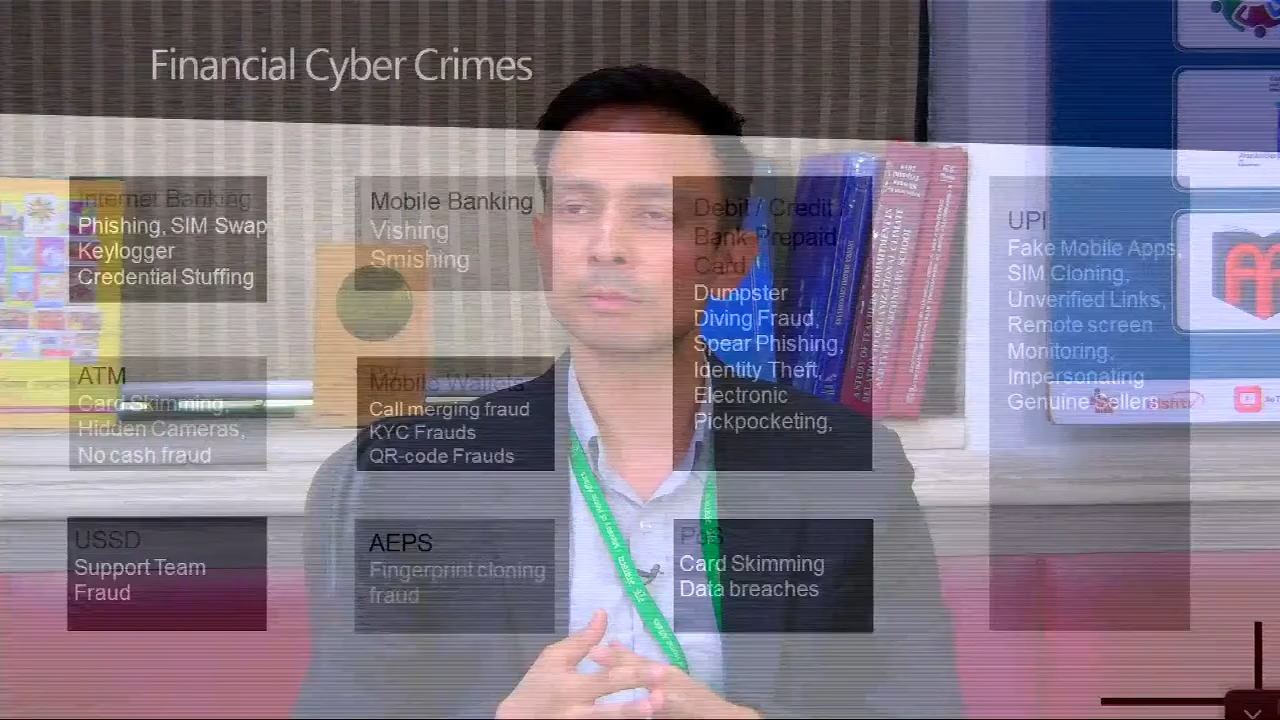 Financial Cyber Crimes
Internet Banking
Phishing, SIM Swap
Keylogger
Credential Stuffing
Mobile Banking
Vishing
Smishing
Debit / Credit
Bank Prepaid
Card
Dumpster
Diving Fraud,
Spear Phishing,
Identity Theft,
Electronic
Pickpocketing,
UPI
Fake Mobile Apps,
SIM Cloning,
Unverified Links,
Remote screen
Monitoring,
Impersonating
Genuine Sellers
ATM
Card Skimming,
Hidden Cameras,
No cash fraud
Mobile Wallets
Call merging fraud
KYC Frauds
QR-code Frauds
USSD
Support Team
Fraud
AEPS
Fingerprint cloning
fraud
PoS
Card Skimming
Data breaches